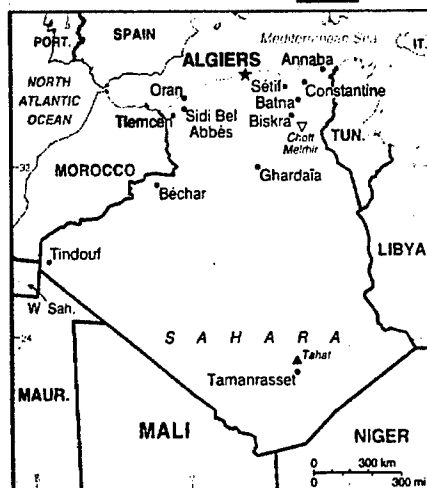 SPAIN
PORT.
Mediterranean Sea
IT.
ALGIERS
Annaba
NORTH
ATLANTIC
OCEAN
Oran
Sétif
Constantine
Batna
Tlemcen
Sidi Bel
Abbès
Biskra
Chott
Melrhir
TUN.
MOROCCO
Ghardaïa
Béchar
LIBYA
Tindouf
W Sah.
24
SAHARA
Tahat
Tamanrasset
MAUR.
MALI
NIGER
0 300 km
0 300 mi